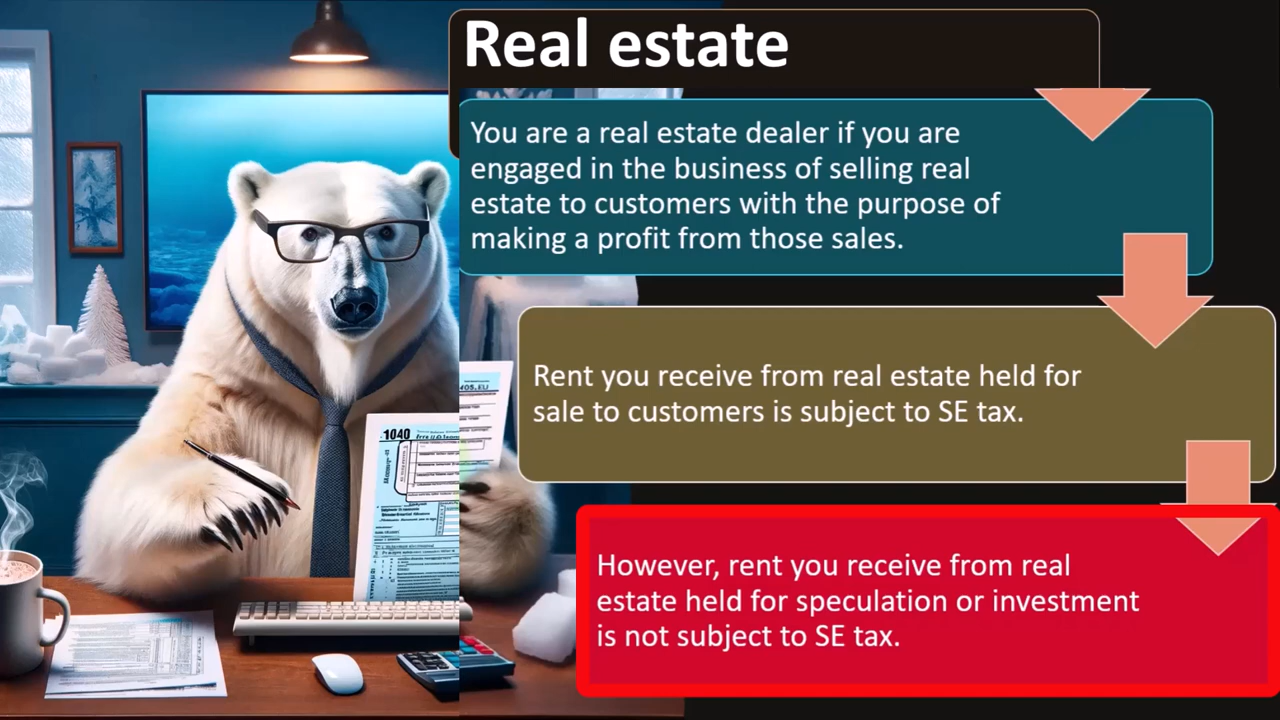 Real estate
You are a real estate dealer if you are
engaged in the business of selling real
estate to customers with the purpose of
making a profit from those sales.
Rent you receive from real estate held for
sale to customers is subject to SE tax.
However, rent you receive from real
estate held for speculation or investment
is not subject to SE tax.
1040